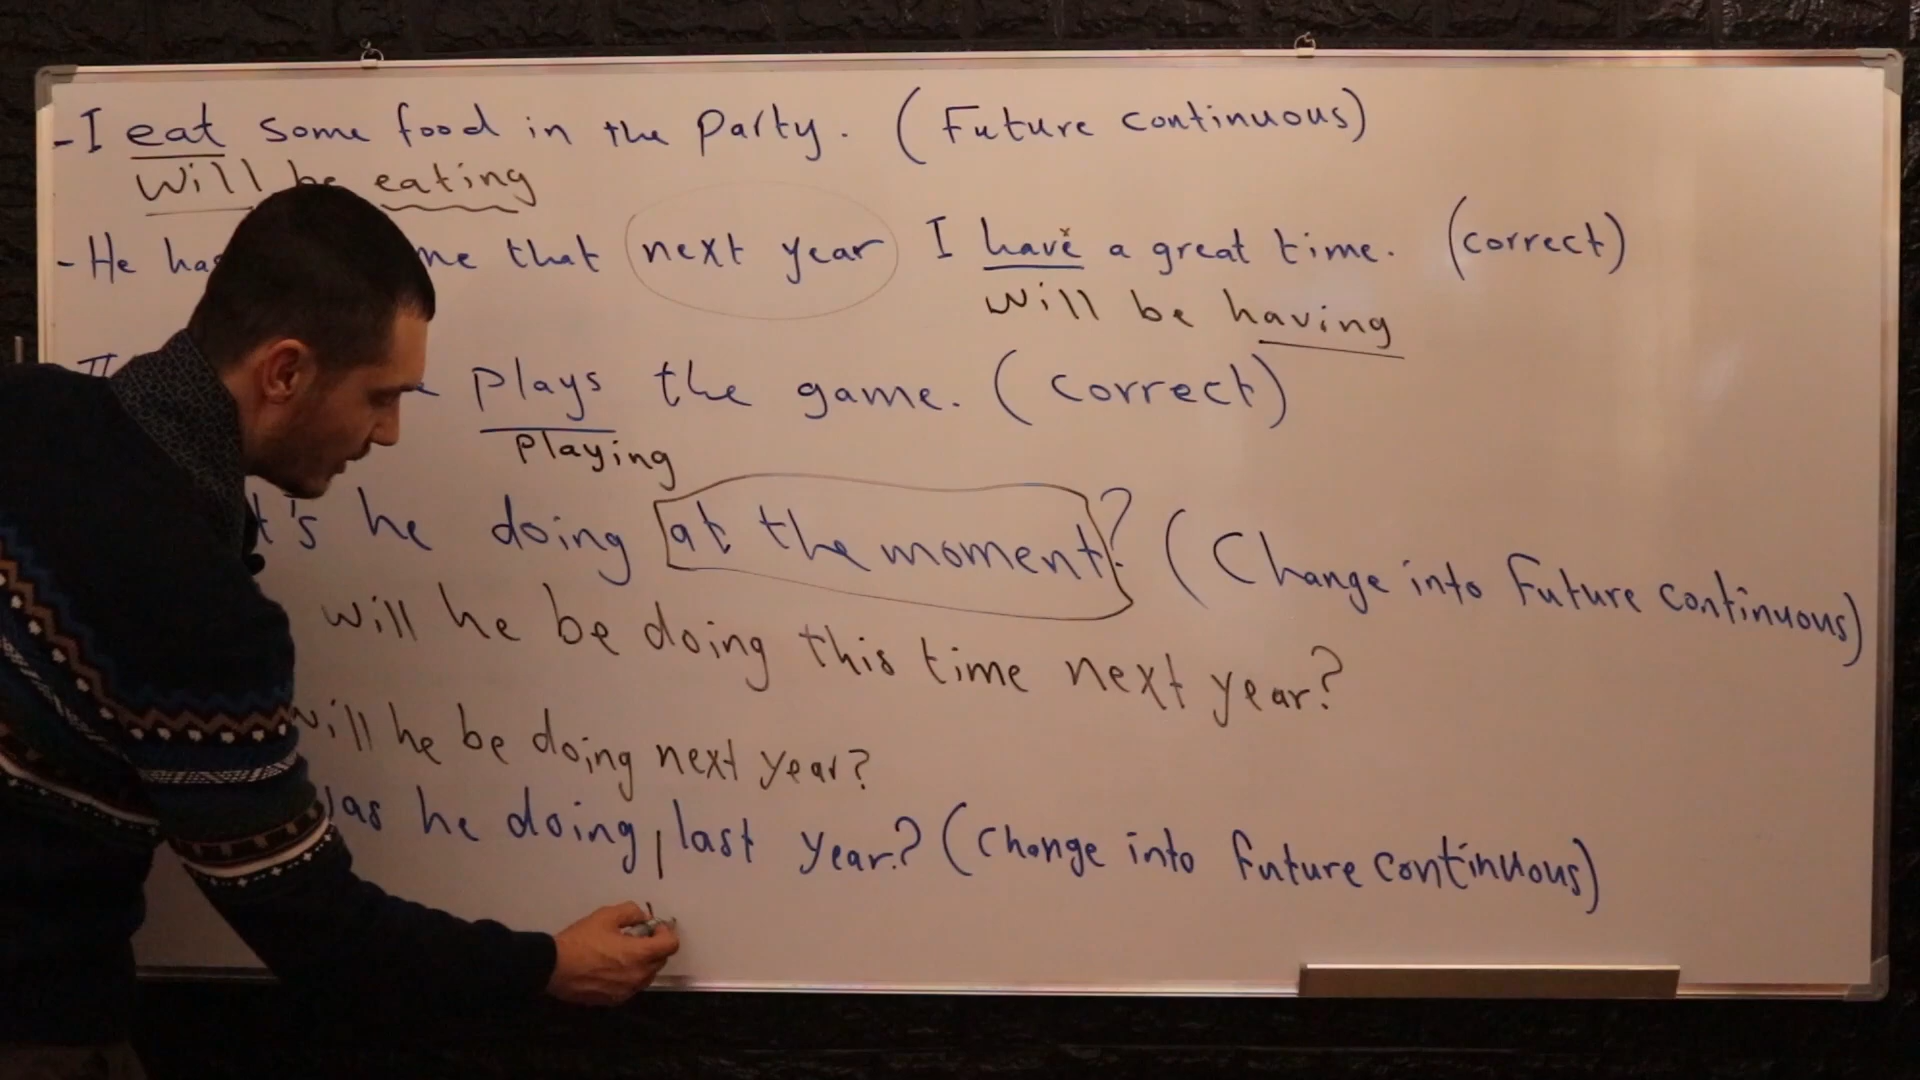 - I eat some food in the Party. (Future continuous)
will be eating
- He has me that next year I have a great time. (correct)
will be having
plays the game. (correct)
playing
he doing at the moment? (Change into Future continuous)
will he be doing this time next year?
will he be doing next year?
he doing, last year? (Change into future continuous)